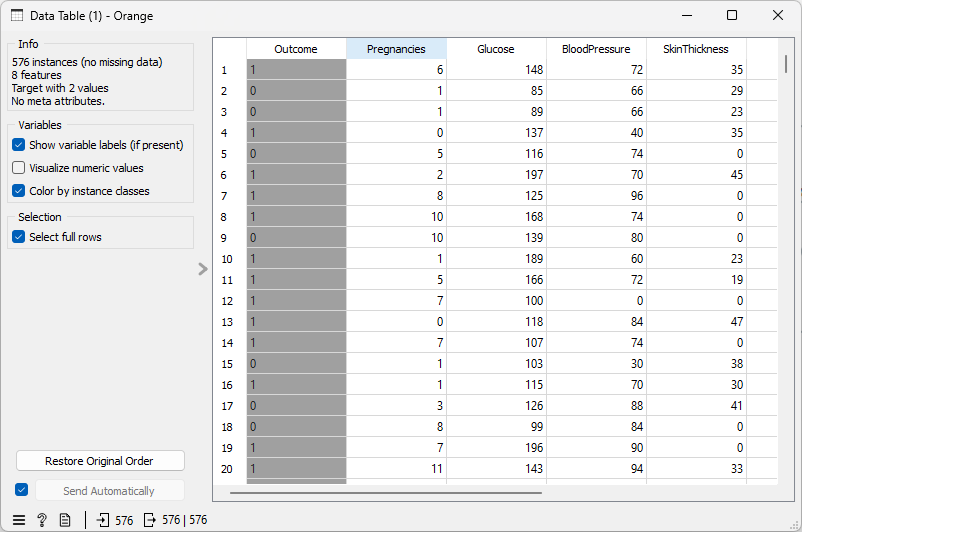 Data Table (1) - Orange
Info
576 instances (no missing data)
8 features
Target with 2 values
No meta attributes.
Variables
Show variable labels (if present)
Visualize numeric values
Color by instance classes
Selection
Select full rows
Restore Original Order
Send Automatically
576
576 | 576
Outcome Pregnancies Glucose BloodPressure SkinThickness
1 1 6 148 72 35
2 0 1 85 66 29
3 0 1 89 66 23
4 1 0 137 40 35
5 0 5 116 74 0
6 1 2 197 70 45
7 1 8 125 96 0
8 1 10 168 74 0
9 0 10 139 80 0
10 1 1 189 60 23
11 1 5 166 72 19
12 1 7 100 0 0
13 1 0 118 84 47
14 1 7 107 74 0
15 0 1 103 30 38
16 1 1 115 70 30
17 0 3 126 88 41
18 0 8 99 84 0
19 1 7 196 90 0
20 1 11 143 94 33